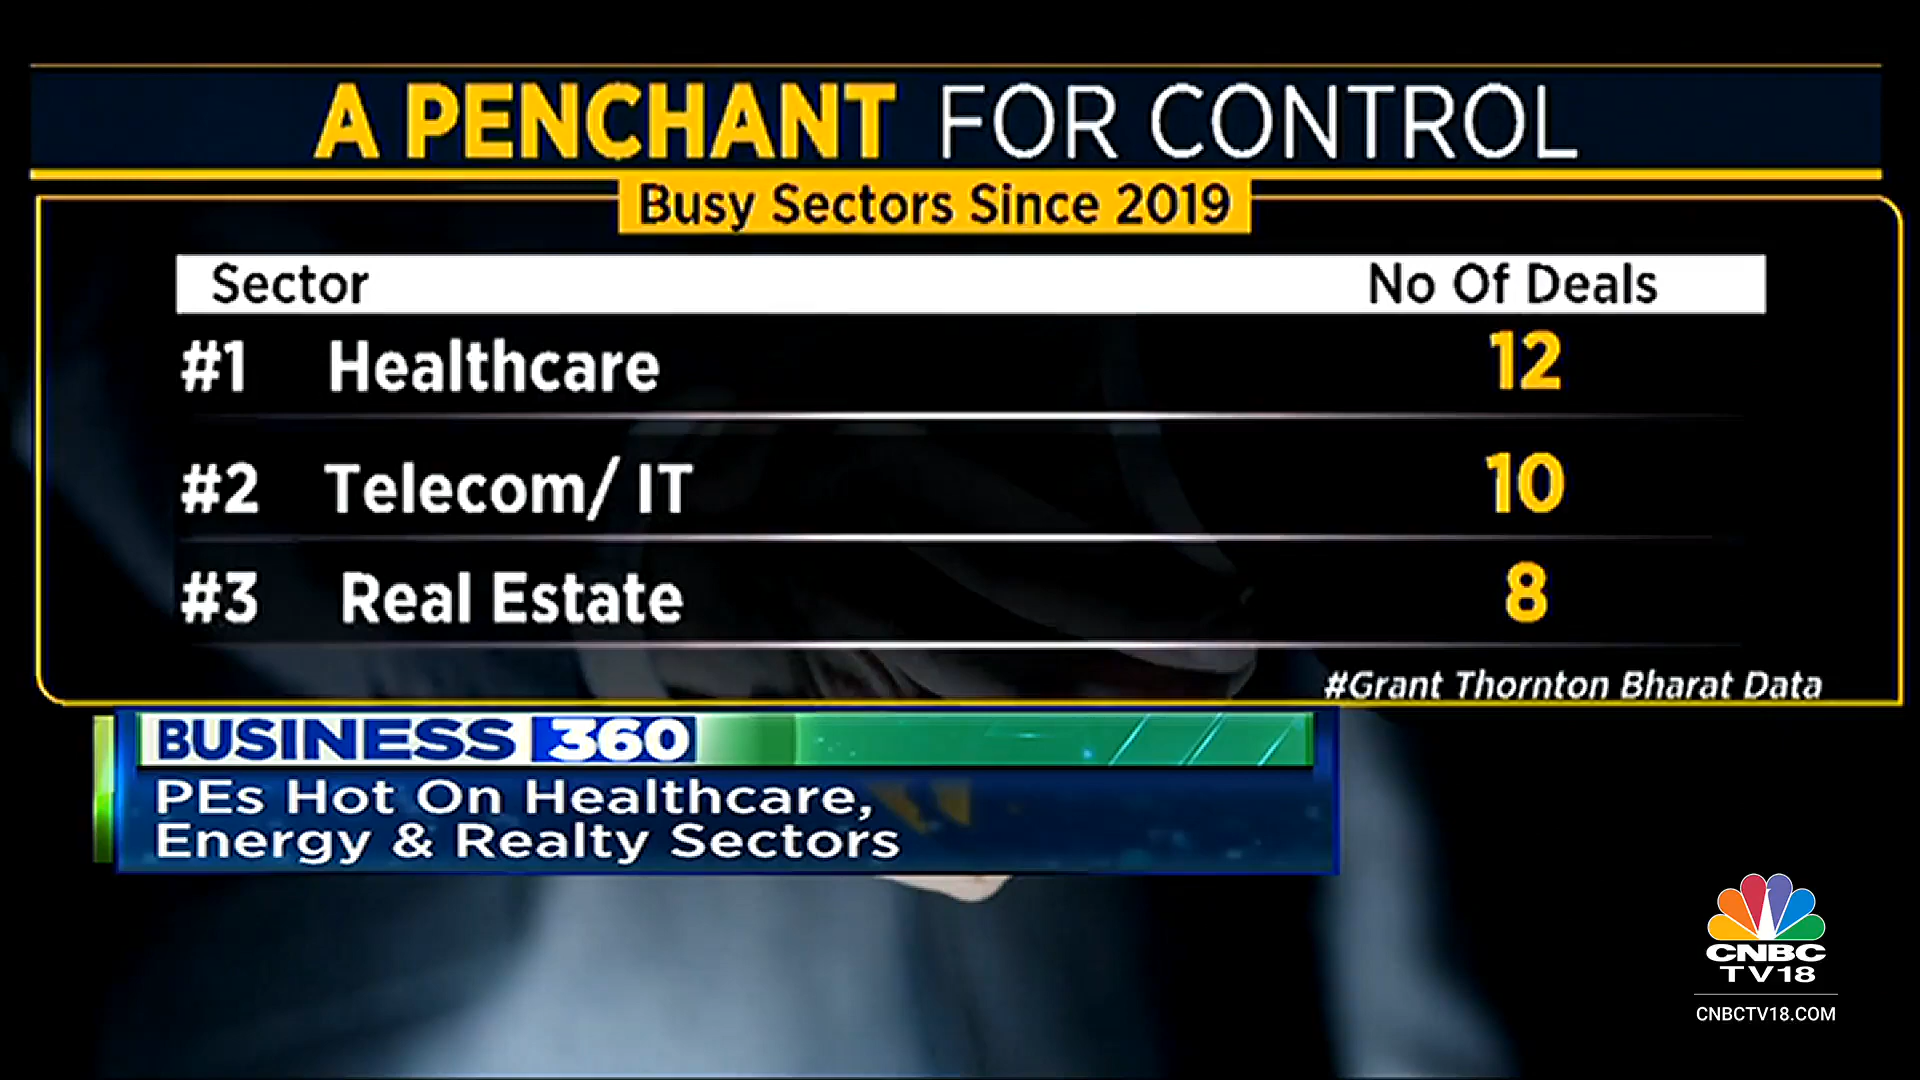 A PENCHANT FOR CONTROL
Busy Sectors Since 2019
Sector No Of Deals
#1 Healthcare 12
#2 Telecom/ IT 10
#3 Real Estate 8
#Grant Thornton Bharat Data
BUSINESS 360
PEs Hot On Healthcare,
Energy & Realty Sectors
CNBC
TV18
CNBCTV18.COM